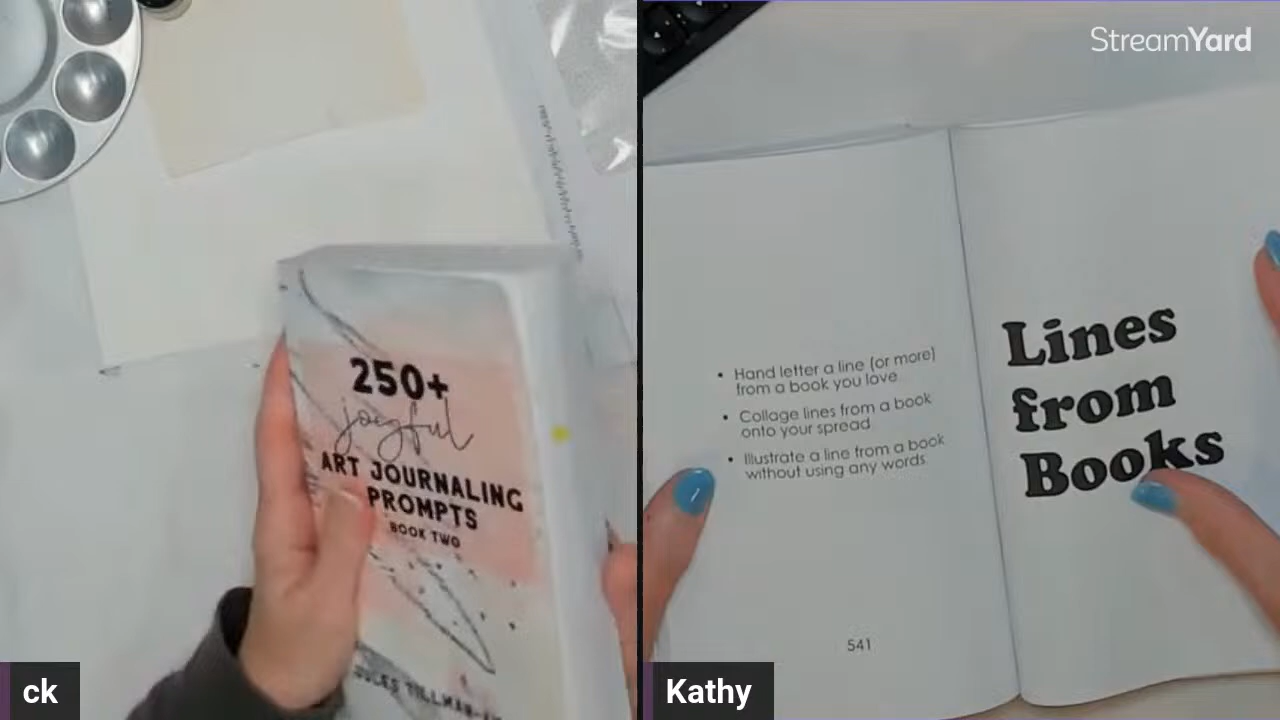 StreamYard
250+
joyful
ART JOURNALING
PROMPTS
BOOK TWO
JULES TILLMAN-
ck
• Hand letter a line (or more)
from a book you love
• Collage lines from a book
onto your spread
• Illustrate a line from a book
without using any words.
541
Lines
from
Books
Kathy